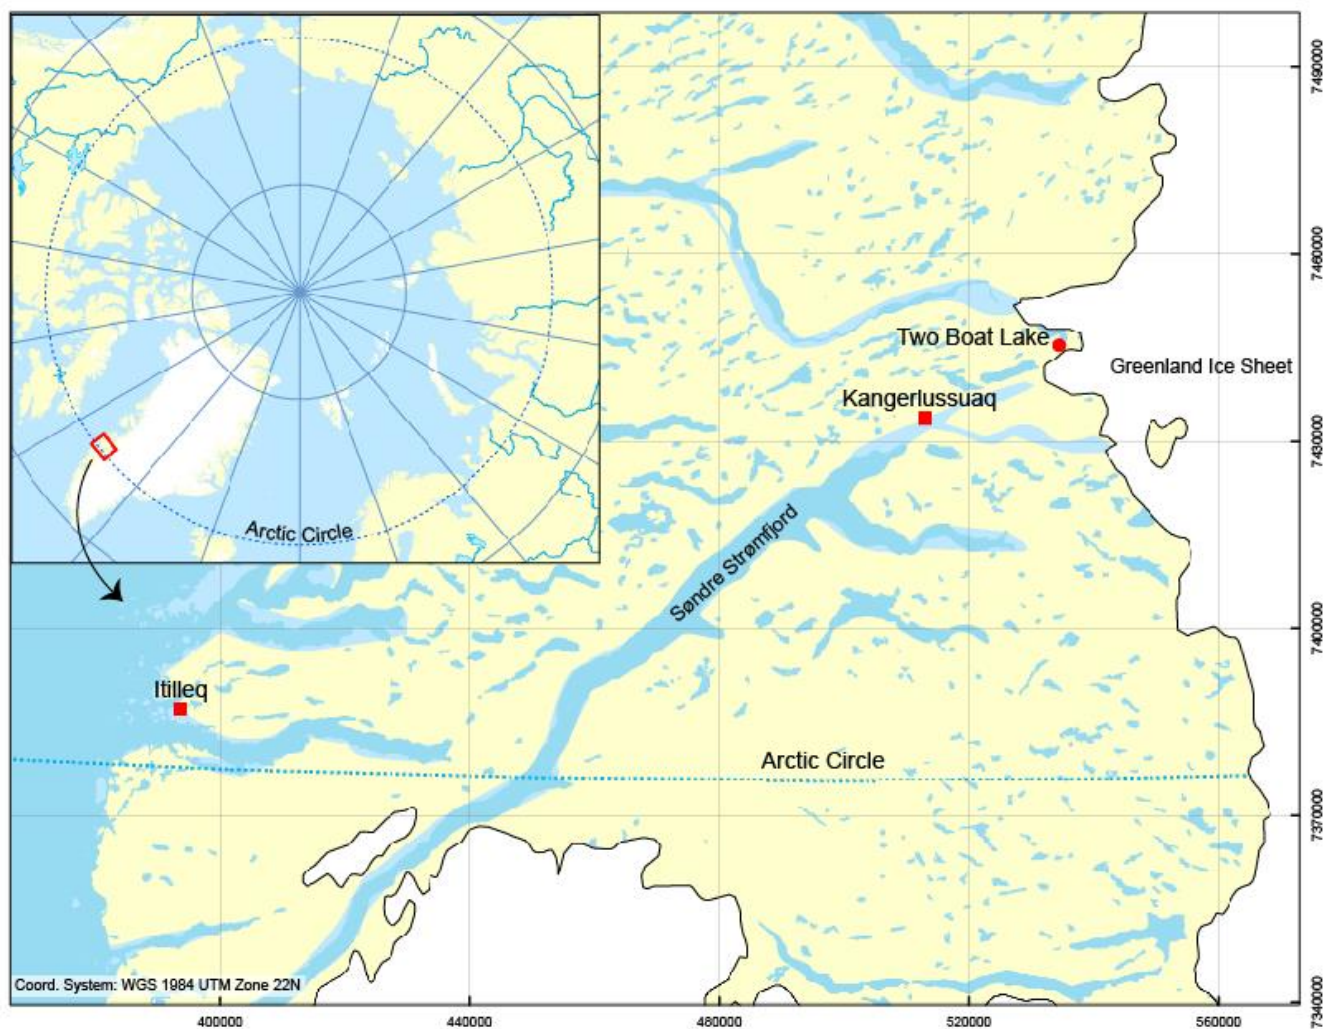 Arctic Circle
Two Boat Lake
Greenland Ice Sheet
Kangerlussuaq
Søndre Strømfjord
Itilleq
Arctic Circle
Coord. System: WGS 1984 UTM Zone 22N
7490000
7460000
7430000
7400000
7370000
7340000
400000
440000
480000
520000
560000